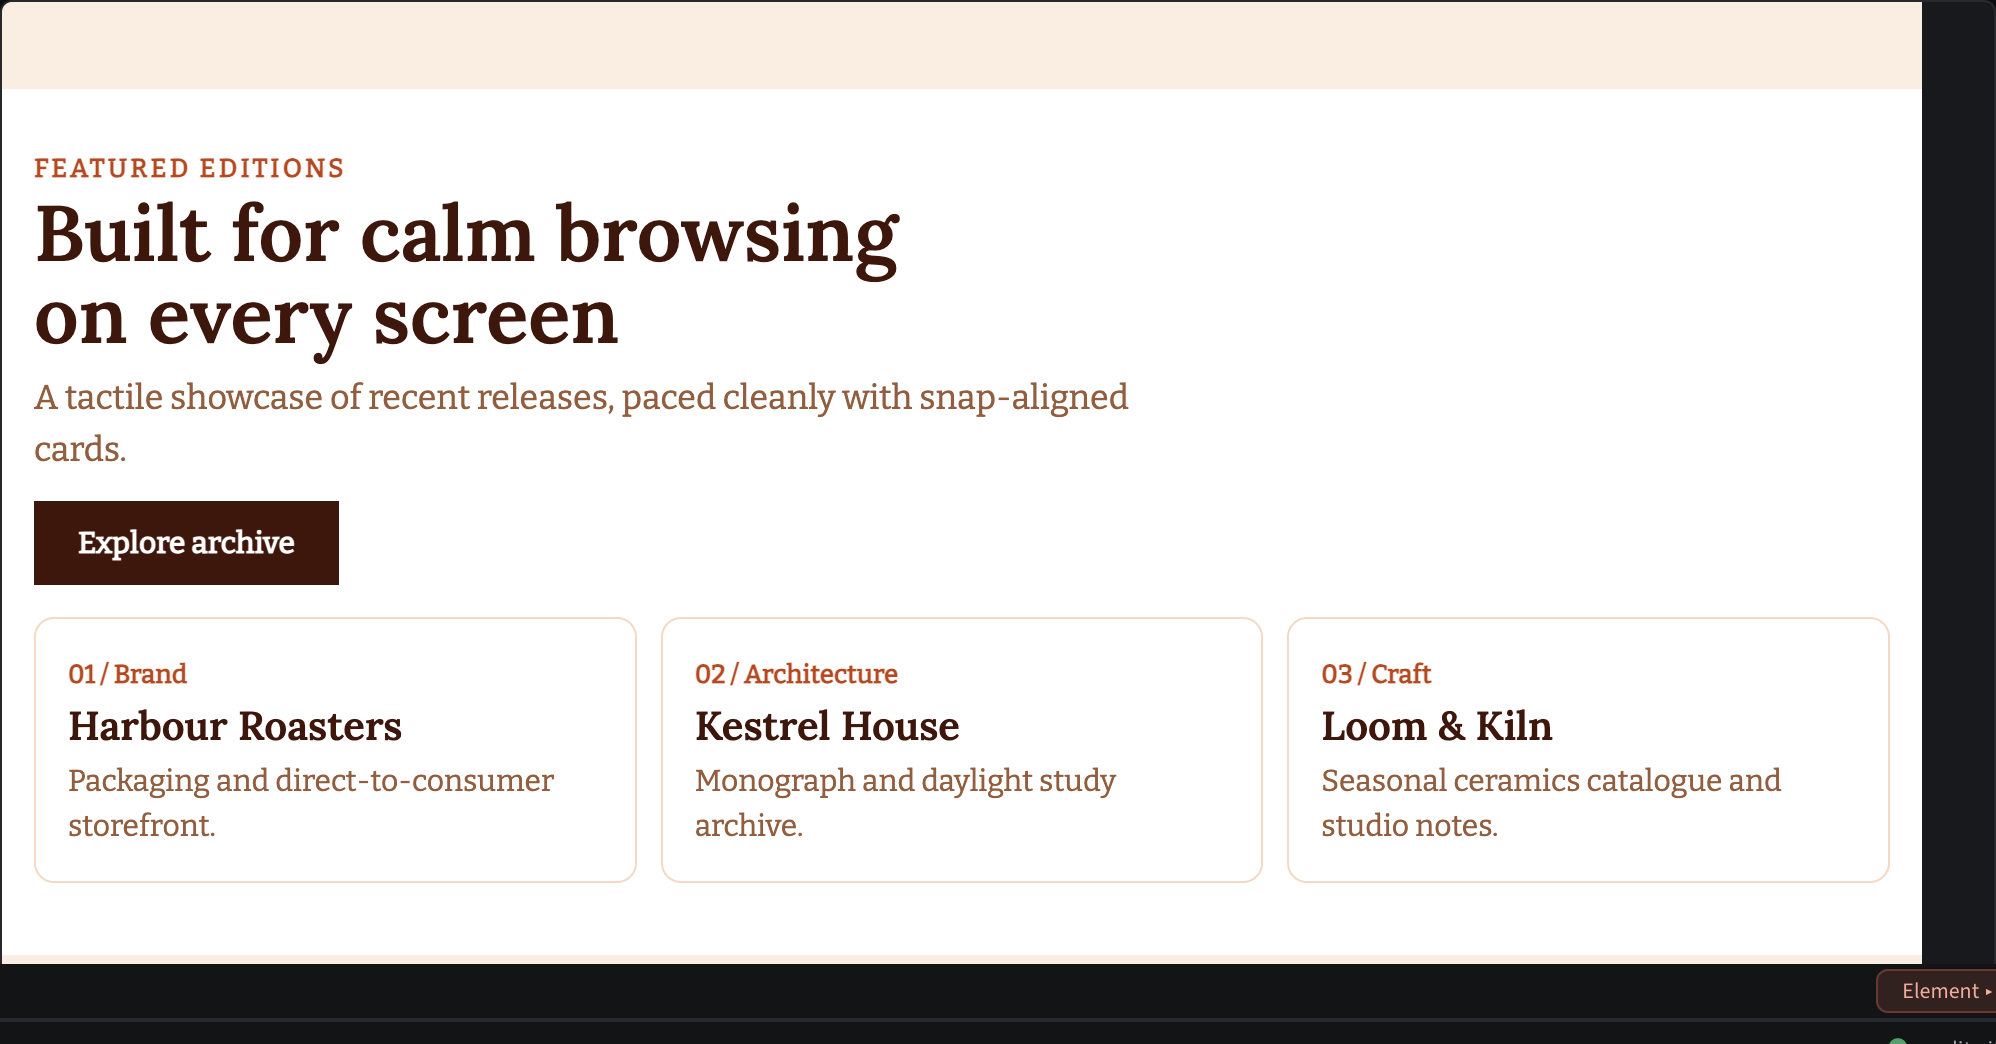 FEATURED EDITIONS
Built for calm browsing
on every screen
A tactile showcase of recent releases, paced cleanly with snap-aligned
cards.
Explore archive
01 / Brand
Harbour Roasters
Packaging and direct-to-consumer
storefront.
02 / Architecture
Kestrel House
Monograph and daylight study
archive.
03 / Craft
Loom & Kiln
Seasonal ceramics catalogue and
studio notes.
Element ▸